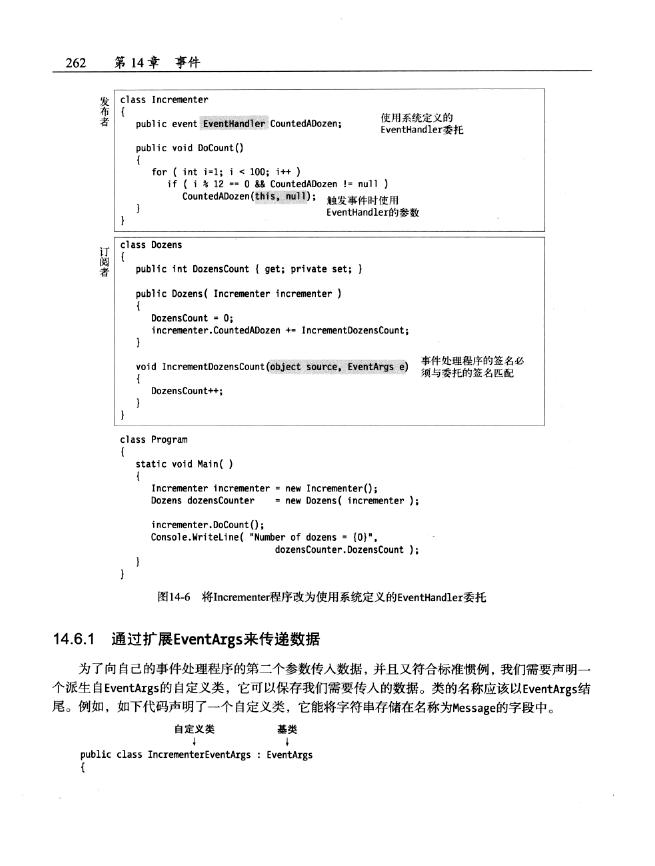 262 第14章 事件
发布者
class Incrementer
{
public event EventHandler CountedADozen;
使用系统定义的
EventHandler委托
public void DoCount()
{
for ( int i=1; i < 100; i++ )
if ( i % 12 == 0 && CountedADozen != null )
CountedADozen(this, null);
触发事件时使用
EventHandler的参数
}
}
订阅者
class Dozens
{
public int DozensCount { get; private set; }
public Dozens( Incrementer incrementer )
{
DozensCount = 0;
incrementer.CountedADozen += IncrementDozensCount;
}
void IncrementDozensCount(object source, EventArgs e)
事件处理程序的签名必
须与委托的签名匹配
{
DozensCount++;
}
}
class Program
{
static void Main( )
{
Incrementer incrementer = new Incrementer();
Dozens dozensCounter = new Dozens( incrementer );
incrementer.DoCount();
Console.WriteLine( "Number of dozens = {0}",
dozensCounter.DozensCount );
}
}
图14-6 将Incrementer程序改为使用系统定义的EventHandler委托
14.6.1 通过扩展EventArgs来传递数据
为了向自己的事件处理程序的第二个参数传入数据，并且又符合标准惯例，我们需要声明一
个派生自EventArgs的自定义类，它可以保存我们需要传入的数据。类的名称应该以EventArgs结
尾。例如，如下代码声明了一个自定义类，它能将字符串存储在名称为Message的字段中。
自定义类 基类
↓ ↓
public class IncrementerEventArgs : EventArgs
{